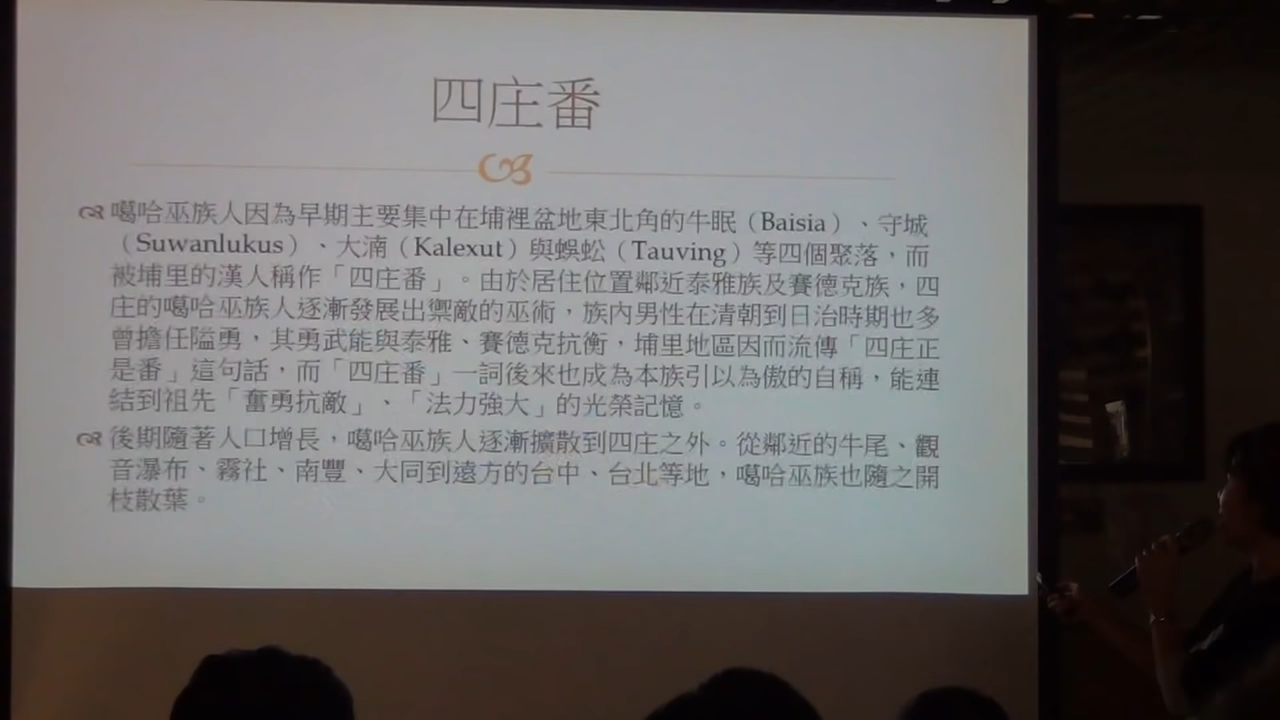 四庄番
噶哈巫族人因為早期主要集中在埔裡盆地東北角的牛眠（Baisia）、守城
（Suwanlukus）、大湳（Kalexut）與蜈蚣（Tauving）等四個聚落，而
被埔里的漢人稱作「四庄番」。由於居住位置鄰近泰雅族及賽德克族，四
庄的噶哈巫族人逐漸發展出禦敵的巫術，族內男性在清朝到日治時期也多
曾擔任隘勇，其勇武能與泰雅、賽德克抗衡，埔里地區因而流傳「四庄正
是番」這句話，而「四庄番」一詞後來也成為本族引以為傲的自稱，能連
結到祖先「奮勇抗敵」、「法力強大」的光榮記憶。
後期隨著人口增長，噶哈巫族人逐漸擴散到四庄之外。從鄰近的牛尾、觀
音瀑布、霧社、南豐、大同到遠方的台中、台北等地，噶哈巫族也隨之開
枝散葉。